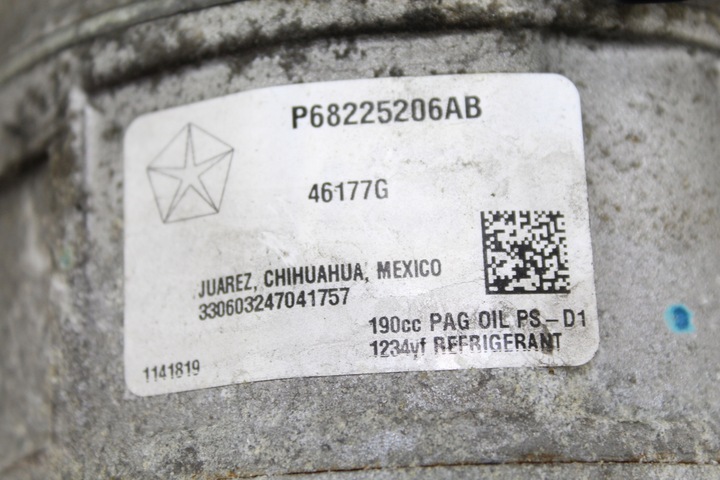 P68225206AB
46177G
JUAREZ, CHIHUAHUA, MEXICO
330603247041757
190cc PAG OIL PS-D1
1234yf REFRIGERANT
1141819